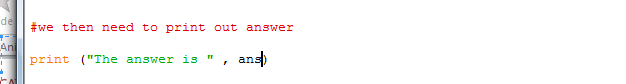 #we then need to print out answer
print ("The answer is " , ans)